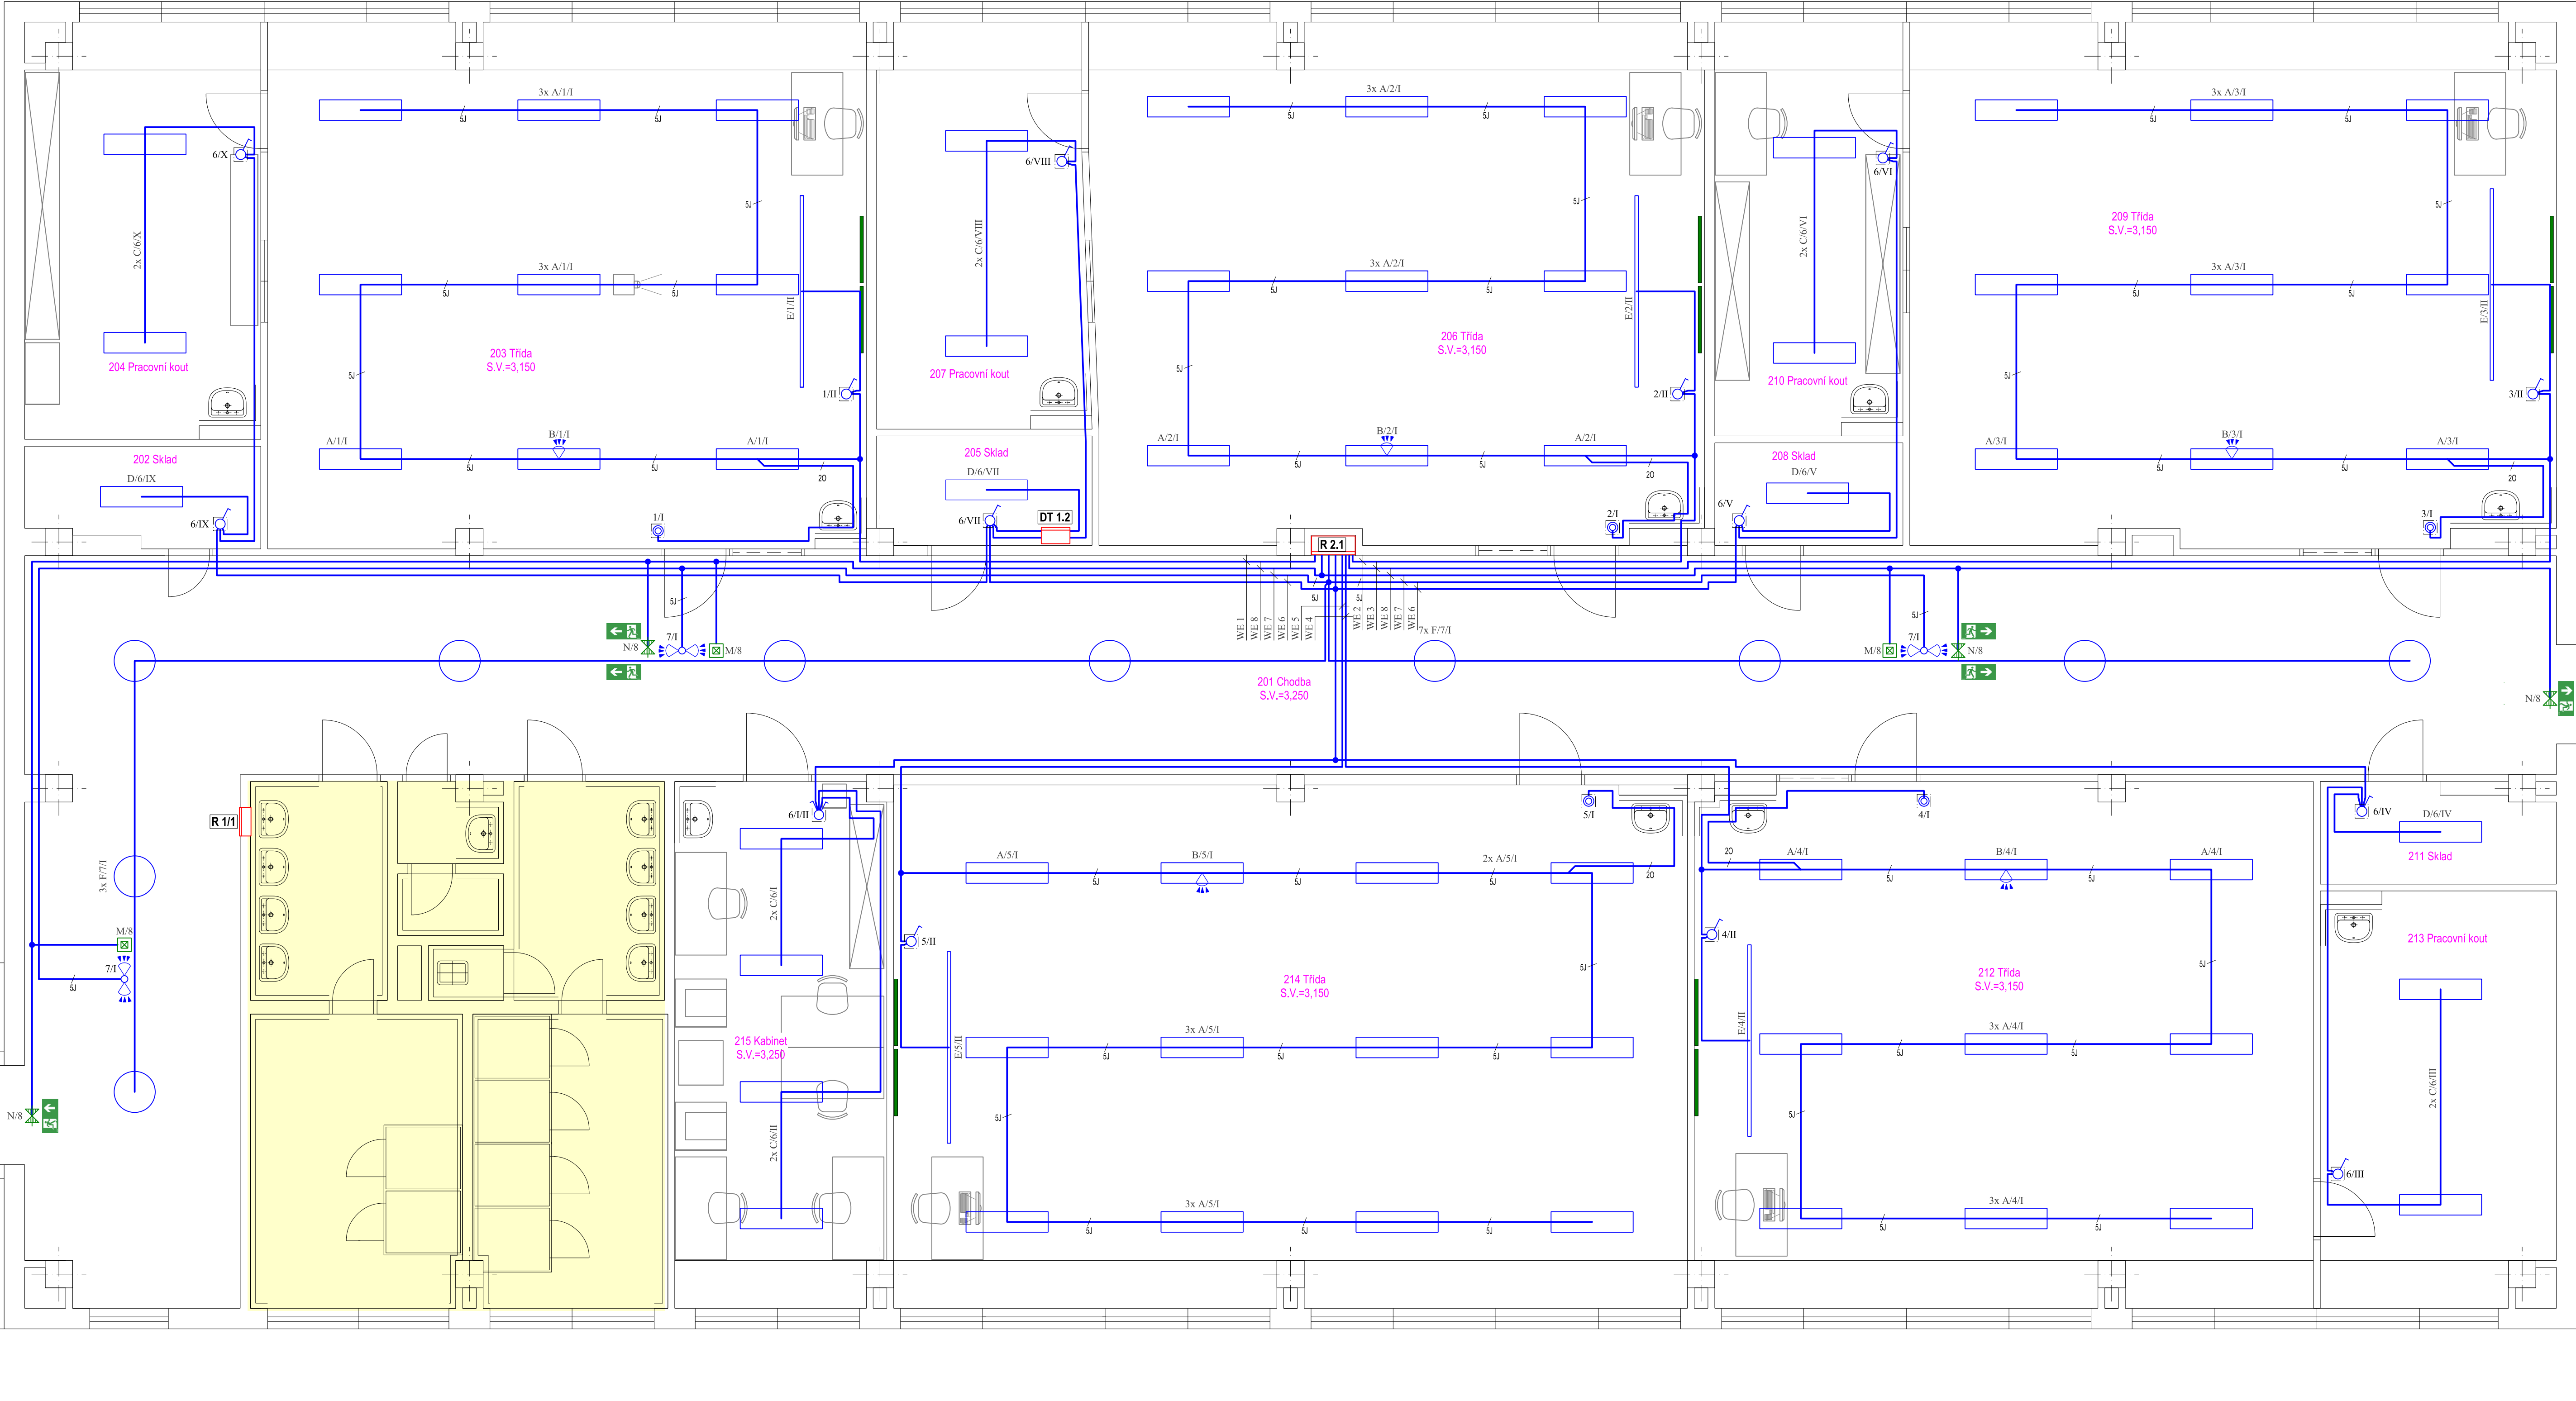 3x A/1/I
5J
5J
3x A/2/I
5J
5J
3x A/3/I
5J
5J
6/X
6/VIII
6/VI
5J
5J
5J
2x C/6/X
2x C/6/VIII
2x C/6/VI
209 Třída
S.V.=3,150
3x A/1/I
5J
5J
E/1/II
3x A/2/I
5J
5J
E/2/II
3x A/3/I
5J
5J
E/3/II
203 Třída
S.V.=3,150
206 Třída
S.V.=3,150
204 Pracovní kout
207 Pracovní kout
210 Pracovní kout
5J
5J
5J
1/II
2/II
3/II
A/1/I
B/1/I
A/1/I
A/2/I
B/2/I
A/2/I
A/3/I
B/3/I
A/3/I
202 Sklad
205 Sklad
208 Sklad
5J
5J
5J
5J
5J
5J
2O
2O
2O
D/6/IX
D/6/VII
D/6/V
6/IX
1/I
6/VII
DT 1.2
2/I
6/V
3/I
R 2.1
5J
5J
5J
5J
WE 1
WE 8
WE 7
WE 6
WE 5
WE 4
WE 2
WE 3
WE 8
WE 7
WE 6
7x F/7/I
N/8
7/I
M/8
M/8
7/I
N/8
201 Chodba
S.V.=3,250
N/8
R 1/1
6/I/II
5/I
4/I
6/IV
D/6/IV
211 Sklad
3x F/7/I
2x C/6/I
A/5/I
B/5/I
2x A/5/I
5J
5J
5J
2O
2O
A/4/I
B/4/I
A/4/I
5J
5J
M/8
7/I
5J
5/II
4/II
213 Pracovní kout
5J
5J
214 Třída
S.V.=3,150
212 Třída
S.V.=3,150
215 Kabinet
S.V.=3,250
E/5/II
3x A/5/I
5J
5J
5J
E/4/II
3x A/4/I
5J
5J
2x C/6/III
N/8
5J
5J
2x C/6/II
6/III
3x A/5/I
5J
5J
5J
3x A/4/I
5J
5J